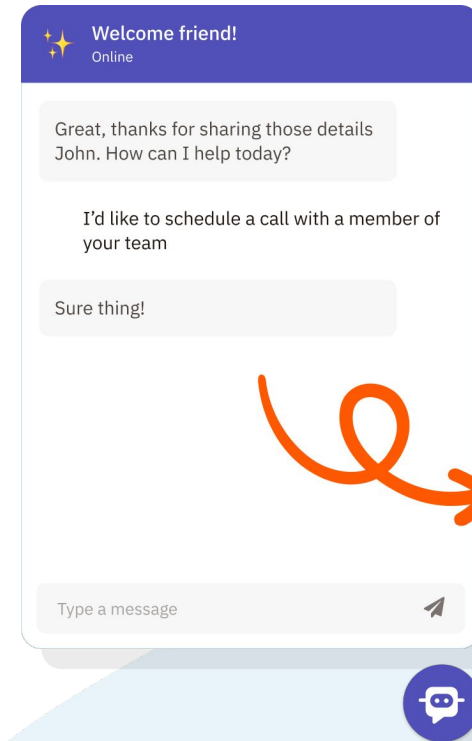 Welcome friend!
Online
Great, thanks for sharing those details
John. How can I help today?
I’d like to schedule a call with a member of
your team
Sure thing!
Type a message